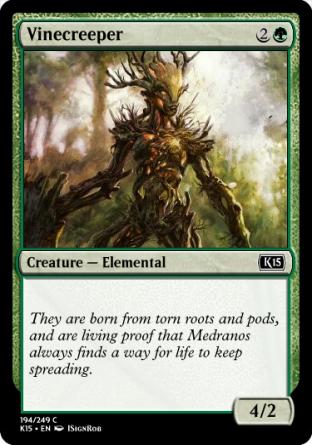 Vinecreeper 2
K15
Creature — Elemental
They are born from torn roots and pods,
and are living proof that Medranos
always finds a way for life to keep
spreading.
4/2
194/249 C
K15 • EN ISignRob